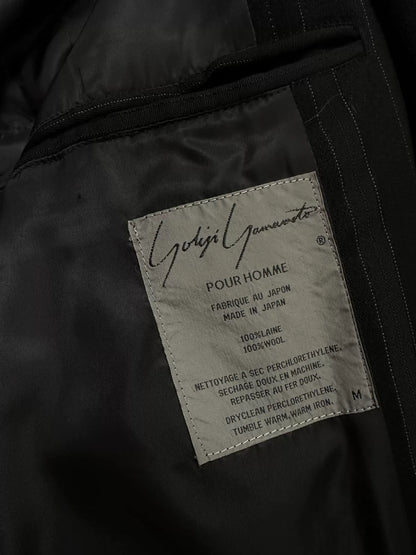 Yohji Yamamoto
®
POUR HOMME
FABRIQUE AU JAPON
MADE IN JAPAN
100%LAINE
100%WOOL
NETTOYAGE A SEC PERCHLORETHYLENE.
SECHAGE DOUX EN MACHINE.
REPASSER AU FER DOUX.
DRYCLEAN PERCLORETHYLENE.
TUMBLE WARM,WARM IRON.
M